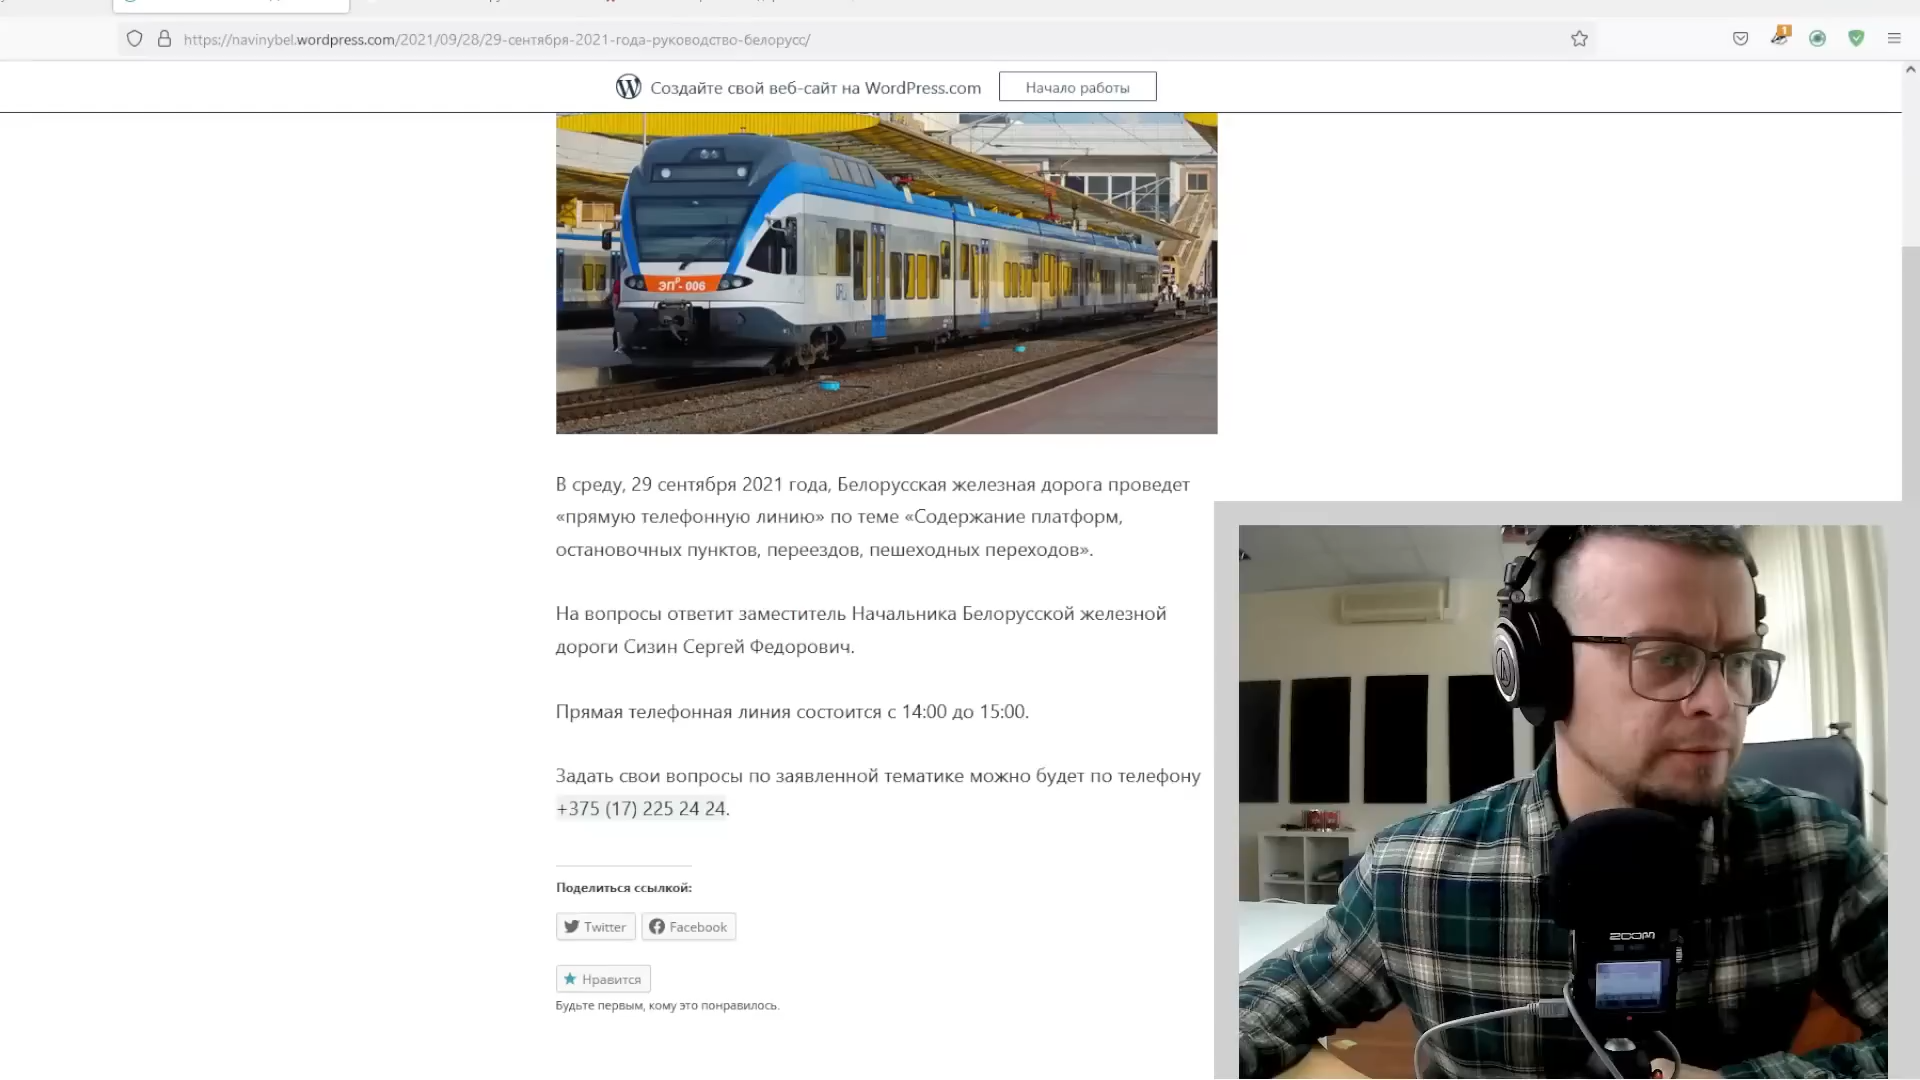 https://navinybel.wordpress.com/2021/09/28/29-сентября-2021-года-руководство-белорусс/
1
Создайте свой веб-сайт на WordPress.com
Начало работы
ЭПР-006
В среду, 29 сентября 2021 года, Белорусская железная дорога проведет
«прямую телефонную линию» по теме «Содержание платформ,
остановочных пунктов, переездов, пешеходных переходов».
На вопросы ответит заместитель Начальника Белорусской железной
дороги Сизин Сергей Федорович.
Прямая телефонная линия состоится с 14:00 до 15:00.
Задать свои вопросы по заявленной тематике можно будет по телефону
+375 (17) 225 24 24.
Поделиться ссылкой:
Twitter
Facebook
Нравится
Будьте первым, кому это понравилось.
zoom